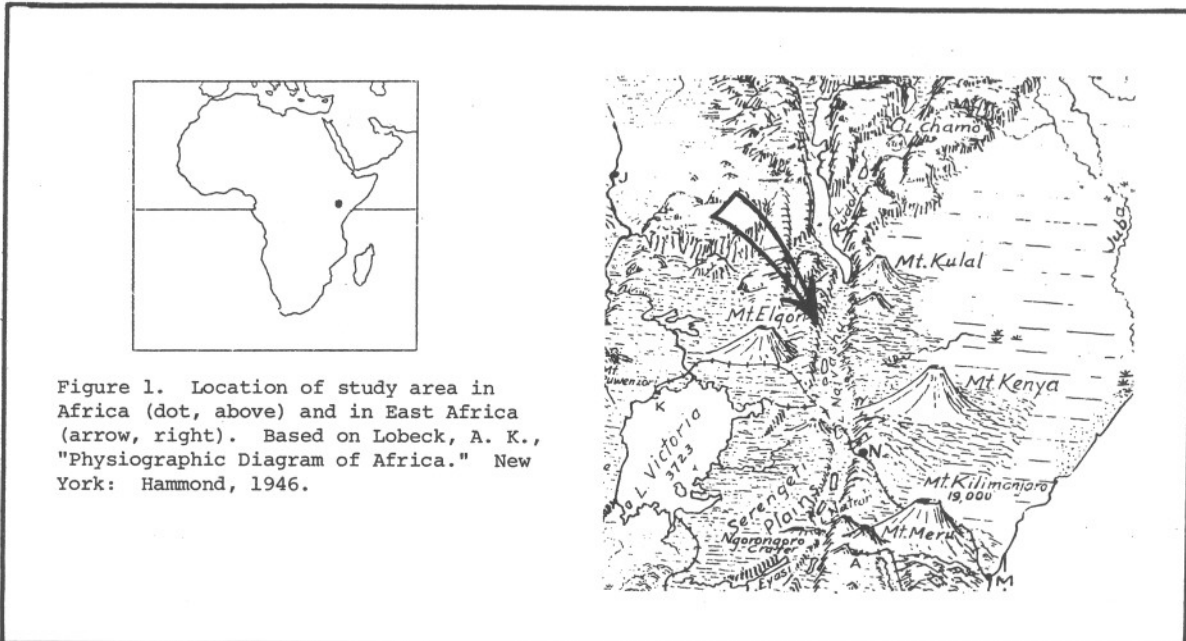 Figure 1. Location of study area in
Africa (dot, above) and in East Africa
(arrow, right). Based on Lobeck, A. K.,
"Physiographic Diagram of Africa." New
York: Hammond, 1946.
L. Chamo
J
L. Rudolf
Juba
Mt. Kulal
Mt. Elgon
Mt. Kenya
K
L Victoria
3723
N.
Serengeti
Plains
Mt. Kilimanjaro
19,000
Ngorongoro
Crater
Mt. Meru
Eyasi
A
M